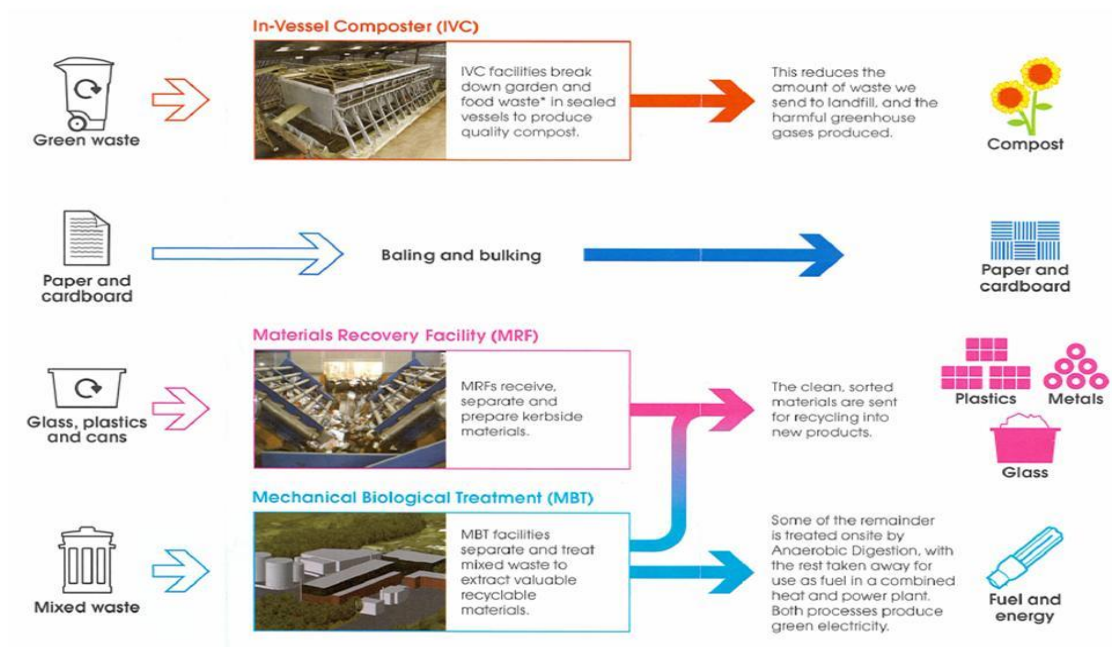 In-Vessel Composter (IVC)
Green waste
IVC facilities break
down garden and
food waste* in sealed
vessels to produce
quality compost.
This reduces the
amount of waste we
send to landfill, and the
harmful greenhouse
gases produced.
Compost
Paper and
cardboard
Baling and bulking
Paper and
cardboard
Materials Recovery Facility (MRF)
Glass, plastics
and cans
MRFs receive,
separate and
prepare kerbside
materials.
The clean, sorted
materials are sent
for recycling into
new products.
Plastics
Metals
Glass
Mechanical Biological Treatment (MBT)
Mixed waste
MBT facilities
separate and treat
mixed waste to
extract valuable
recyclable
materials.
Some of the remainder
is treated onsite by
Anaerobic Digestion, with
the rest taken away for
use as fuel in a combined
heat and power plant.
Both processes produce
green electricity.
Fuel and
energy